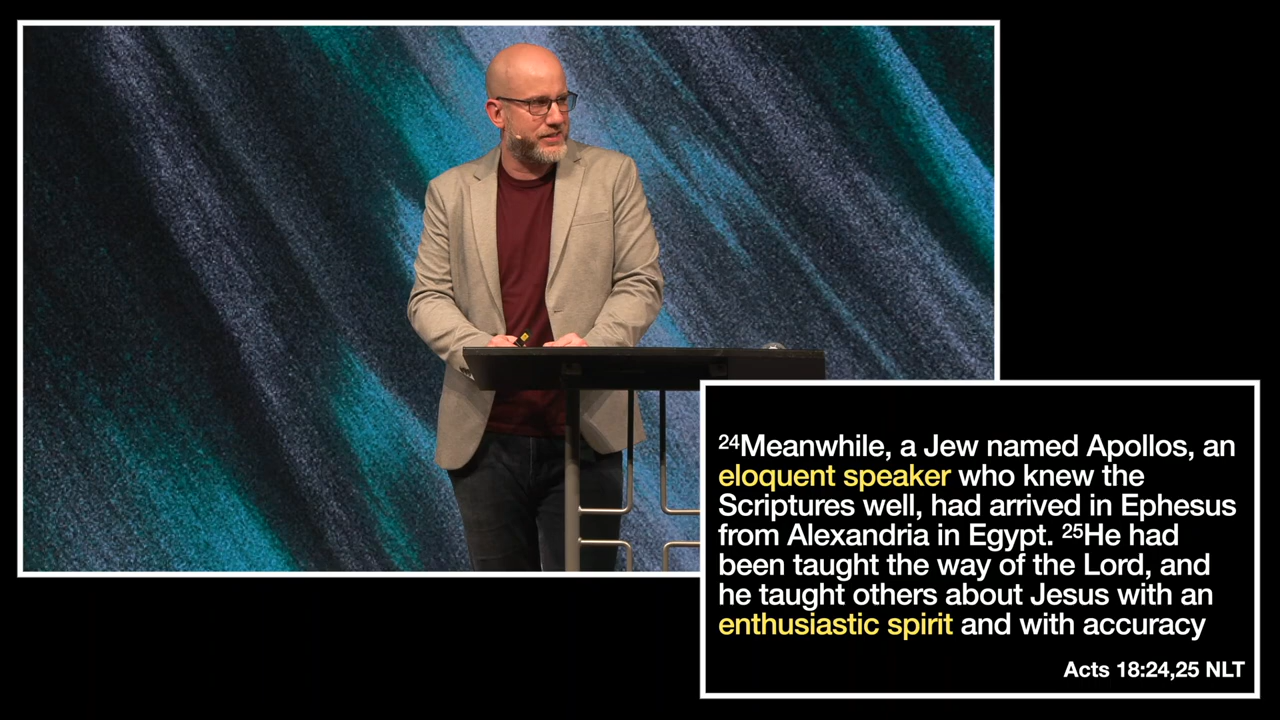 ²⁴Meanwhile, a Jew named Apollos, an
eloquent speaker who knew the
Scriptures well, had arrived in Ephesus
from Alexandria in Egypt. ²⁵He had
been taught the way of the Lord, and
he taught others about Jesus with an
enthusiastic spirit and with accuracy
Acts 18:24,25 NLT